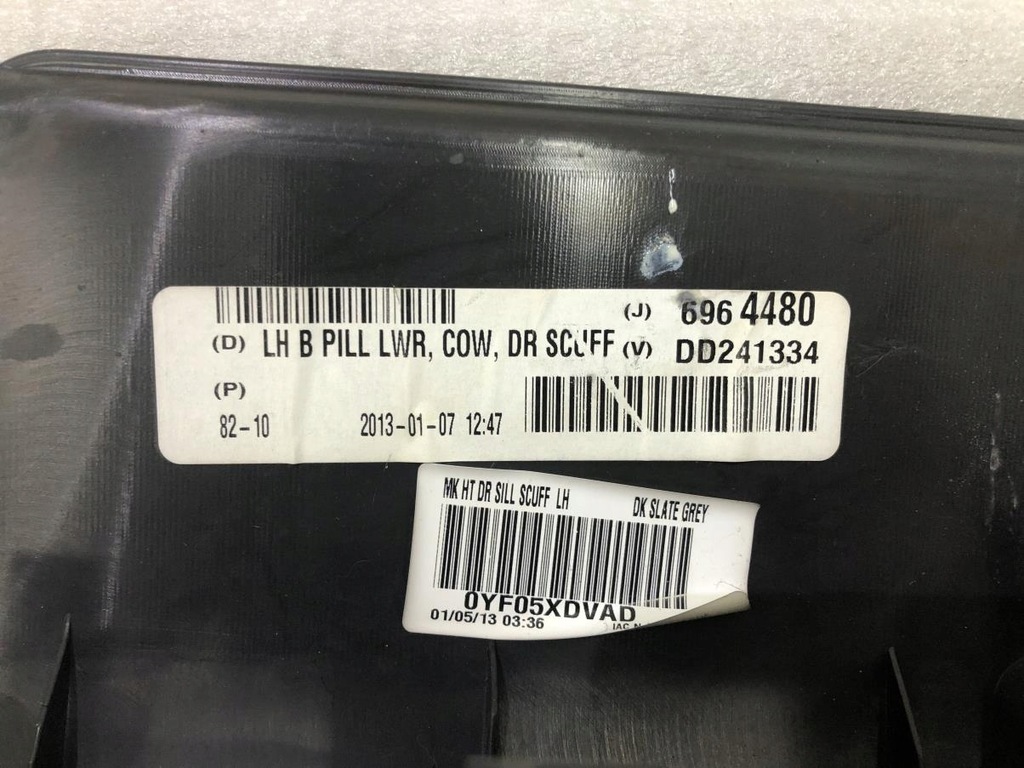 (J) 696 4480
(D) LH B PILL LWR, COW, DR SCUFF (V) DD241334
(P)
82-10 2013-01-07 12:47
MK HT DR SILL SCUFF LH DK SLATE GREY
0YF05XDVAD
01/05/13 03:36 IAC